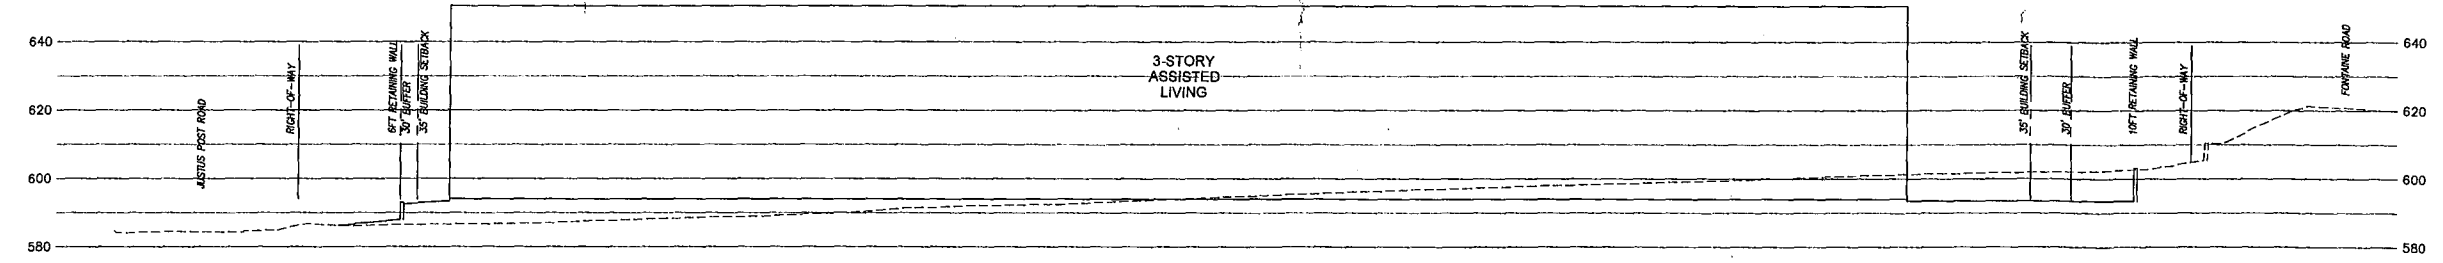 640
620
600
580
JUSTUS POST ROAD
RIGHT-OF-WAY
6FT RETAINING WALL
30' BUFFER
35' BUILDING SETBACK
3-STORY
ASSISTED
LIVING
35' BUILDING SETBACK
30' BUFFER
10FT RETAINING WALL
RIGHT-OF-WAY
FONTAINE ROAD
640
620
600
580